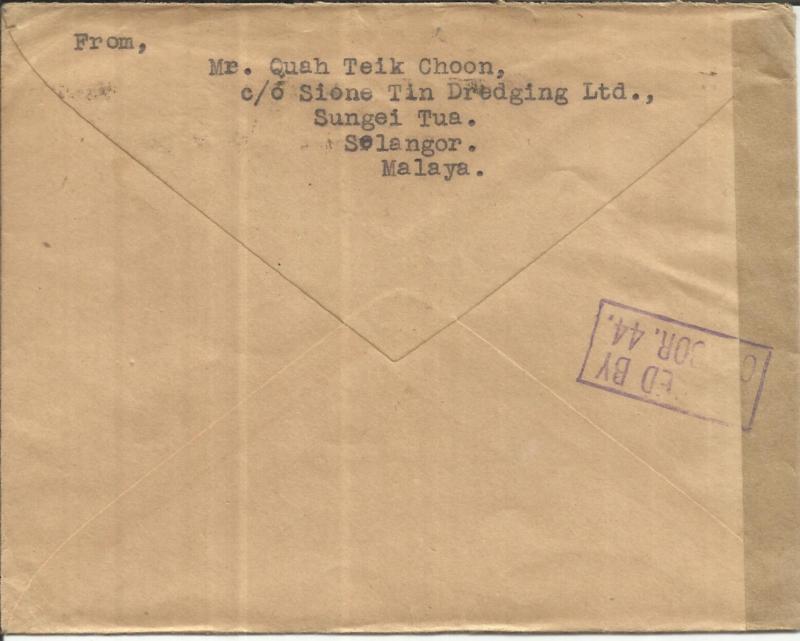 From,
Mr. Quah Teik Choon,
c/o Sione Tin Dredging Ltd.,
Sungei Tua.
Selangor.
Malaya.
ED BY
OR. 44.